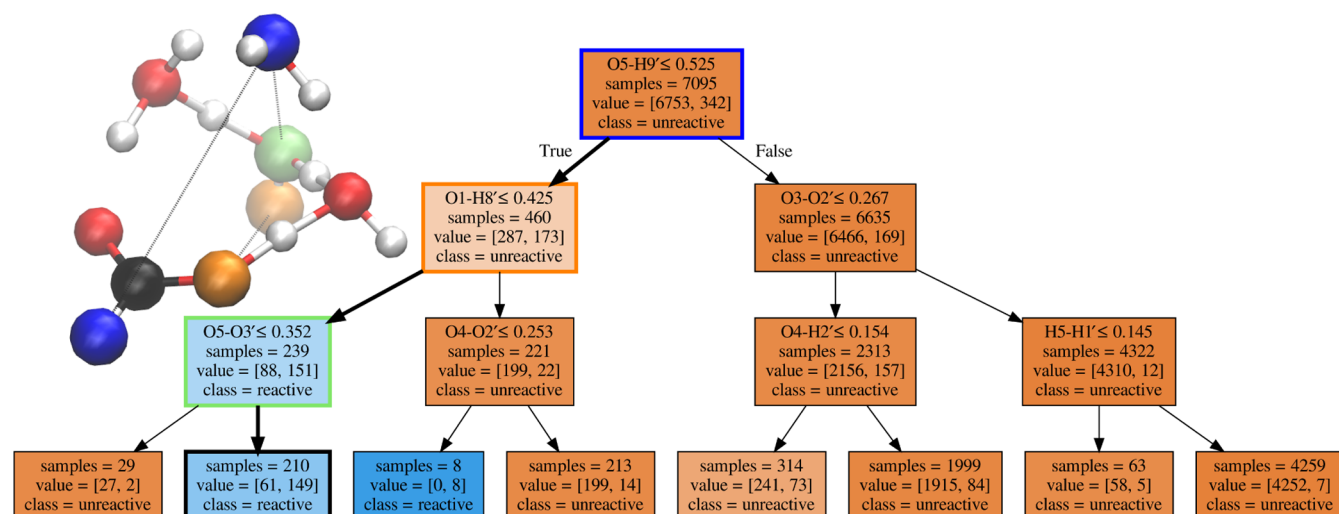 O5-H9′≤ 0.525
samples = 7095
value = [6753, 342]
class = unreactive
True
False
O1-H8′≤ 0.425
samples = 460
value = [287, 173]
class = unreactive
O3-O2′≤ 0.267
samples = 6635
value = [6466, 169]
class = unreactive
O5-O3′≤ 0.352
samples = 239
value = [88, 151]
class = reactive
O4-O2′≤ 0.253
samples = 221
value = [199, 22]
class = unreactive
O4-H2′≤ 0.154
samples = 2313
value = [2156, 157]
class = unreactive
H5-H1′≤ 0.145
samples = 4322
value = [4310, 12]
class = unreactive
samples = 29
value = [27, 2]
class = unreactive
samples = 210
value = [61, 149]
class = reactive
samples = 8
value = [0, 8]
class = reactive
samples = 213
value = [199, 14]
class = unreactive
samples = 314
value = [241, 73]
class = unreactive
samples = 1999
value = [1915, 84]
class = unreactive
samples = 63
value = [58, 5]
class = unreactive
samples = 4259
value = [4252, 7]
class = unreactive